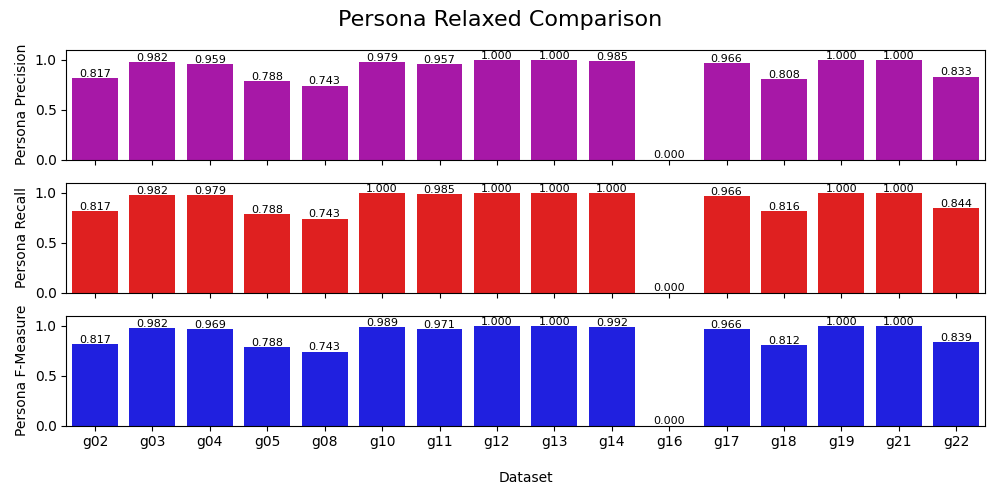 Persona Relaxed Comparison
Persona Precision
1.0
0.5
0.0
0.817 0.982 0.959 0.788 0.743 0.979 0.957 1.000 1.000 0.985 0.000 0.966 0.808 1.000 1.000 0.833
Persona Recall
1.0
0.5
0.0
0.817 0.982 0.979 0.788 0.743 1.000 0.985 1.000 1.000 1.000 0.000 0.966 0.816 1.000 1.000 0.844
Persona F-Measure
1.0
0.5
0.0
0.817 0.982 0.969 0.788 0.743 0.989 0.971 1.000 1.000 0.992 0.000 0.966 0.812 1.000 1.000 0.839
g02 g03 g04 g05 g08 g10 g11 g12 g13 g14 g16 g17 g18 g19 g21 g22
Dataset